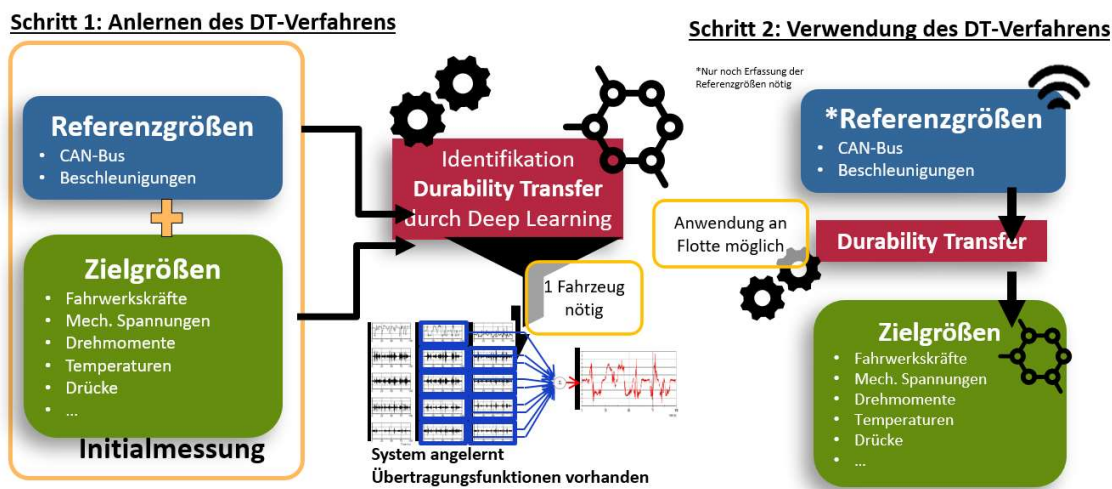 Schritt 1: Anlernen des DT-Verfahrens
Referenzgrößen
• CAN-Bus
• Beschleunigungen
Zielgrößen
• Fahrwerkskräfte
• Mech. Spannungen
• Drehmomente
• Temperaturen
• Drücke
• ...
Initialmessung
Identifikation
Durability Transfer
durch Deep Learning
1 Fahrzeug
nötig
System angelernt
Übertragungsfunktionen vorhanden
Schritt 2: Verwendung des DT-Verfahrens
*Nur noch Erfassung der
Referenzgrößen nötig
*Referenzgrößen
• CAN-Bus
• Beschleunigungen
Anwendung an
Flotte möglich
Durability Transfer
Zielgrößen
• Fahrwerkskräfte
• Mech. Spannungen
• Drehmomente
• Temperaturen
• Drücke
• ...